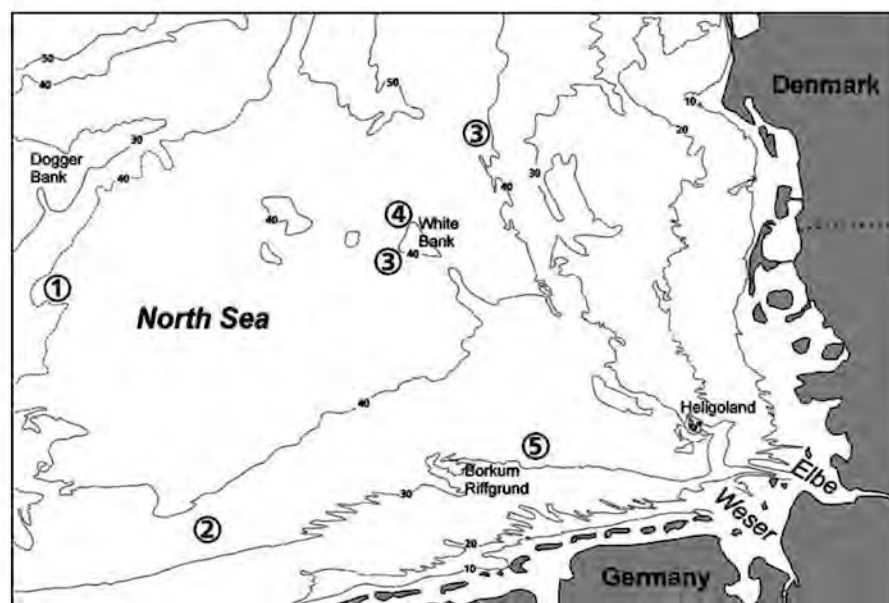 50
40
50
Denmark
10
20
③
30
Dogger
Bank
40
30
40
④
40
White
Bank
③
40
①
North Sea
40
Heligoland
⑤
Borkum
Riffgrund
Elbe
30
Weser
②
20
10
Germany